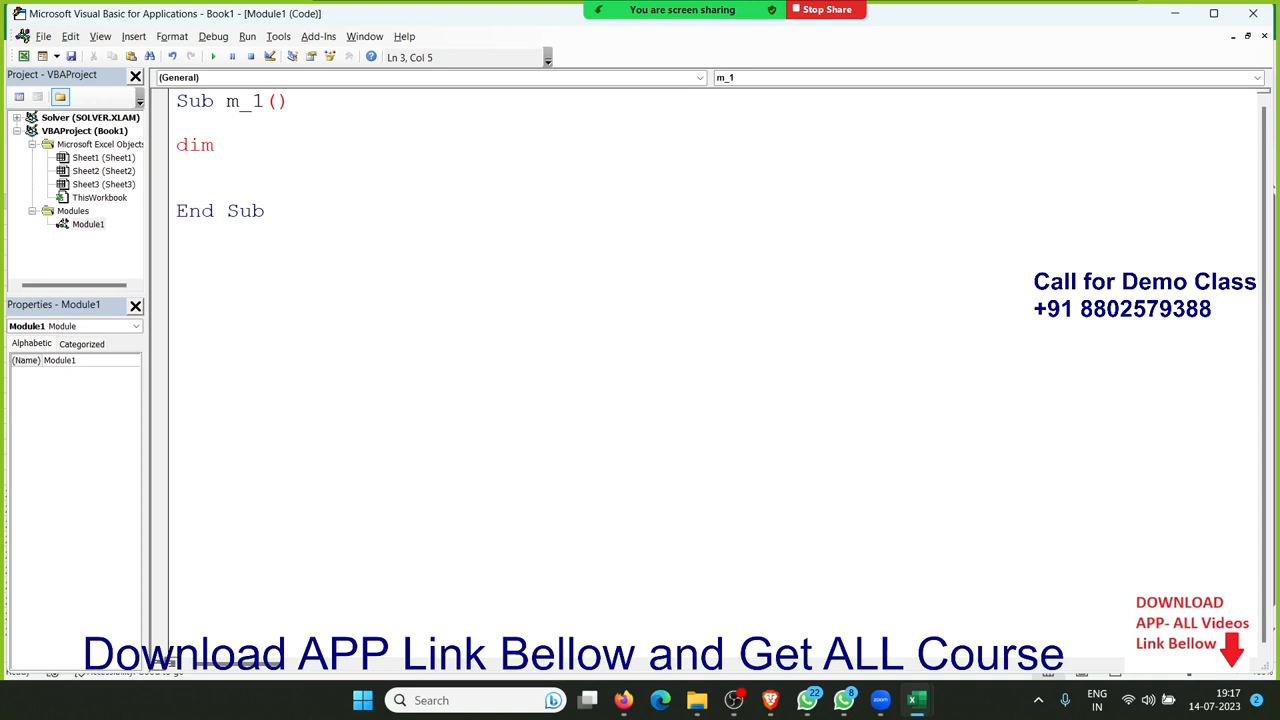 Microsoft Visual Basic for Applications - Book1 - [Module1 (Code)]
You are screen sharing
Stop Share
File Edit View Insert Format Debug Run Tools Add-Ins Window Help
Ln 3, Col 5
Project - VBAProject
(General)
m_1
Solver (SOLVER.XLAM)
VBAProject (Book1)
Microsoft Excel Objects
Sheet1 (Sheet1)
Sheet2 (Sheet2)
Sheet3 (Sheet3)
ThisWorkbook
Modules
Module1
Sub m_1()
dim
End Sub
Properties - Module1
Module1 Module
Alphabetic Categorized
(Name) Module1
Call for Demo Class
+91 8802579388
DOWNLOAD
APP- ALL Videos
Link Bellow
Download APP Link Bellow and Get ALL Course
Search
22
8
ENG
IN
19:17
14-07-2023
2